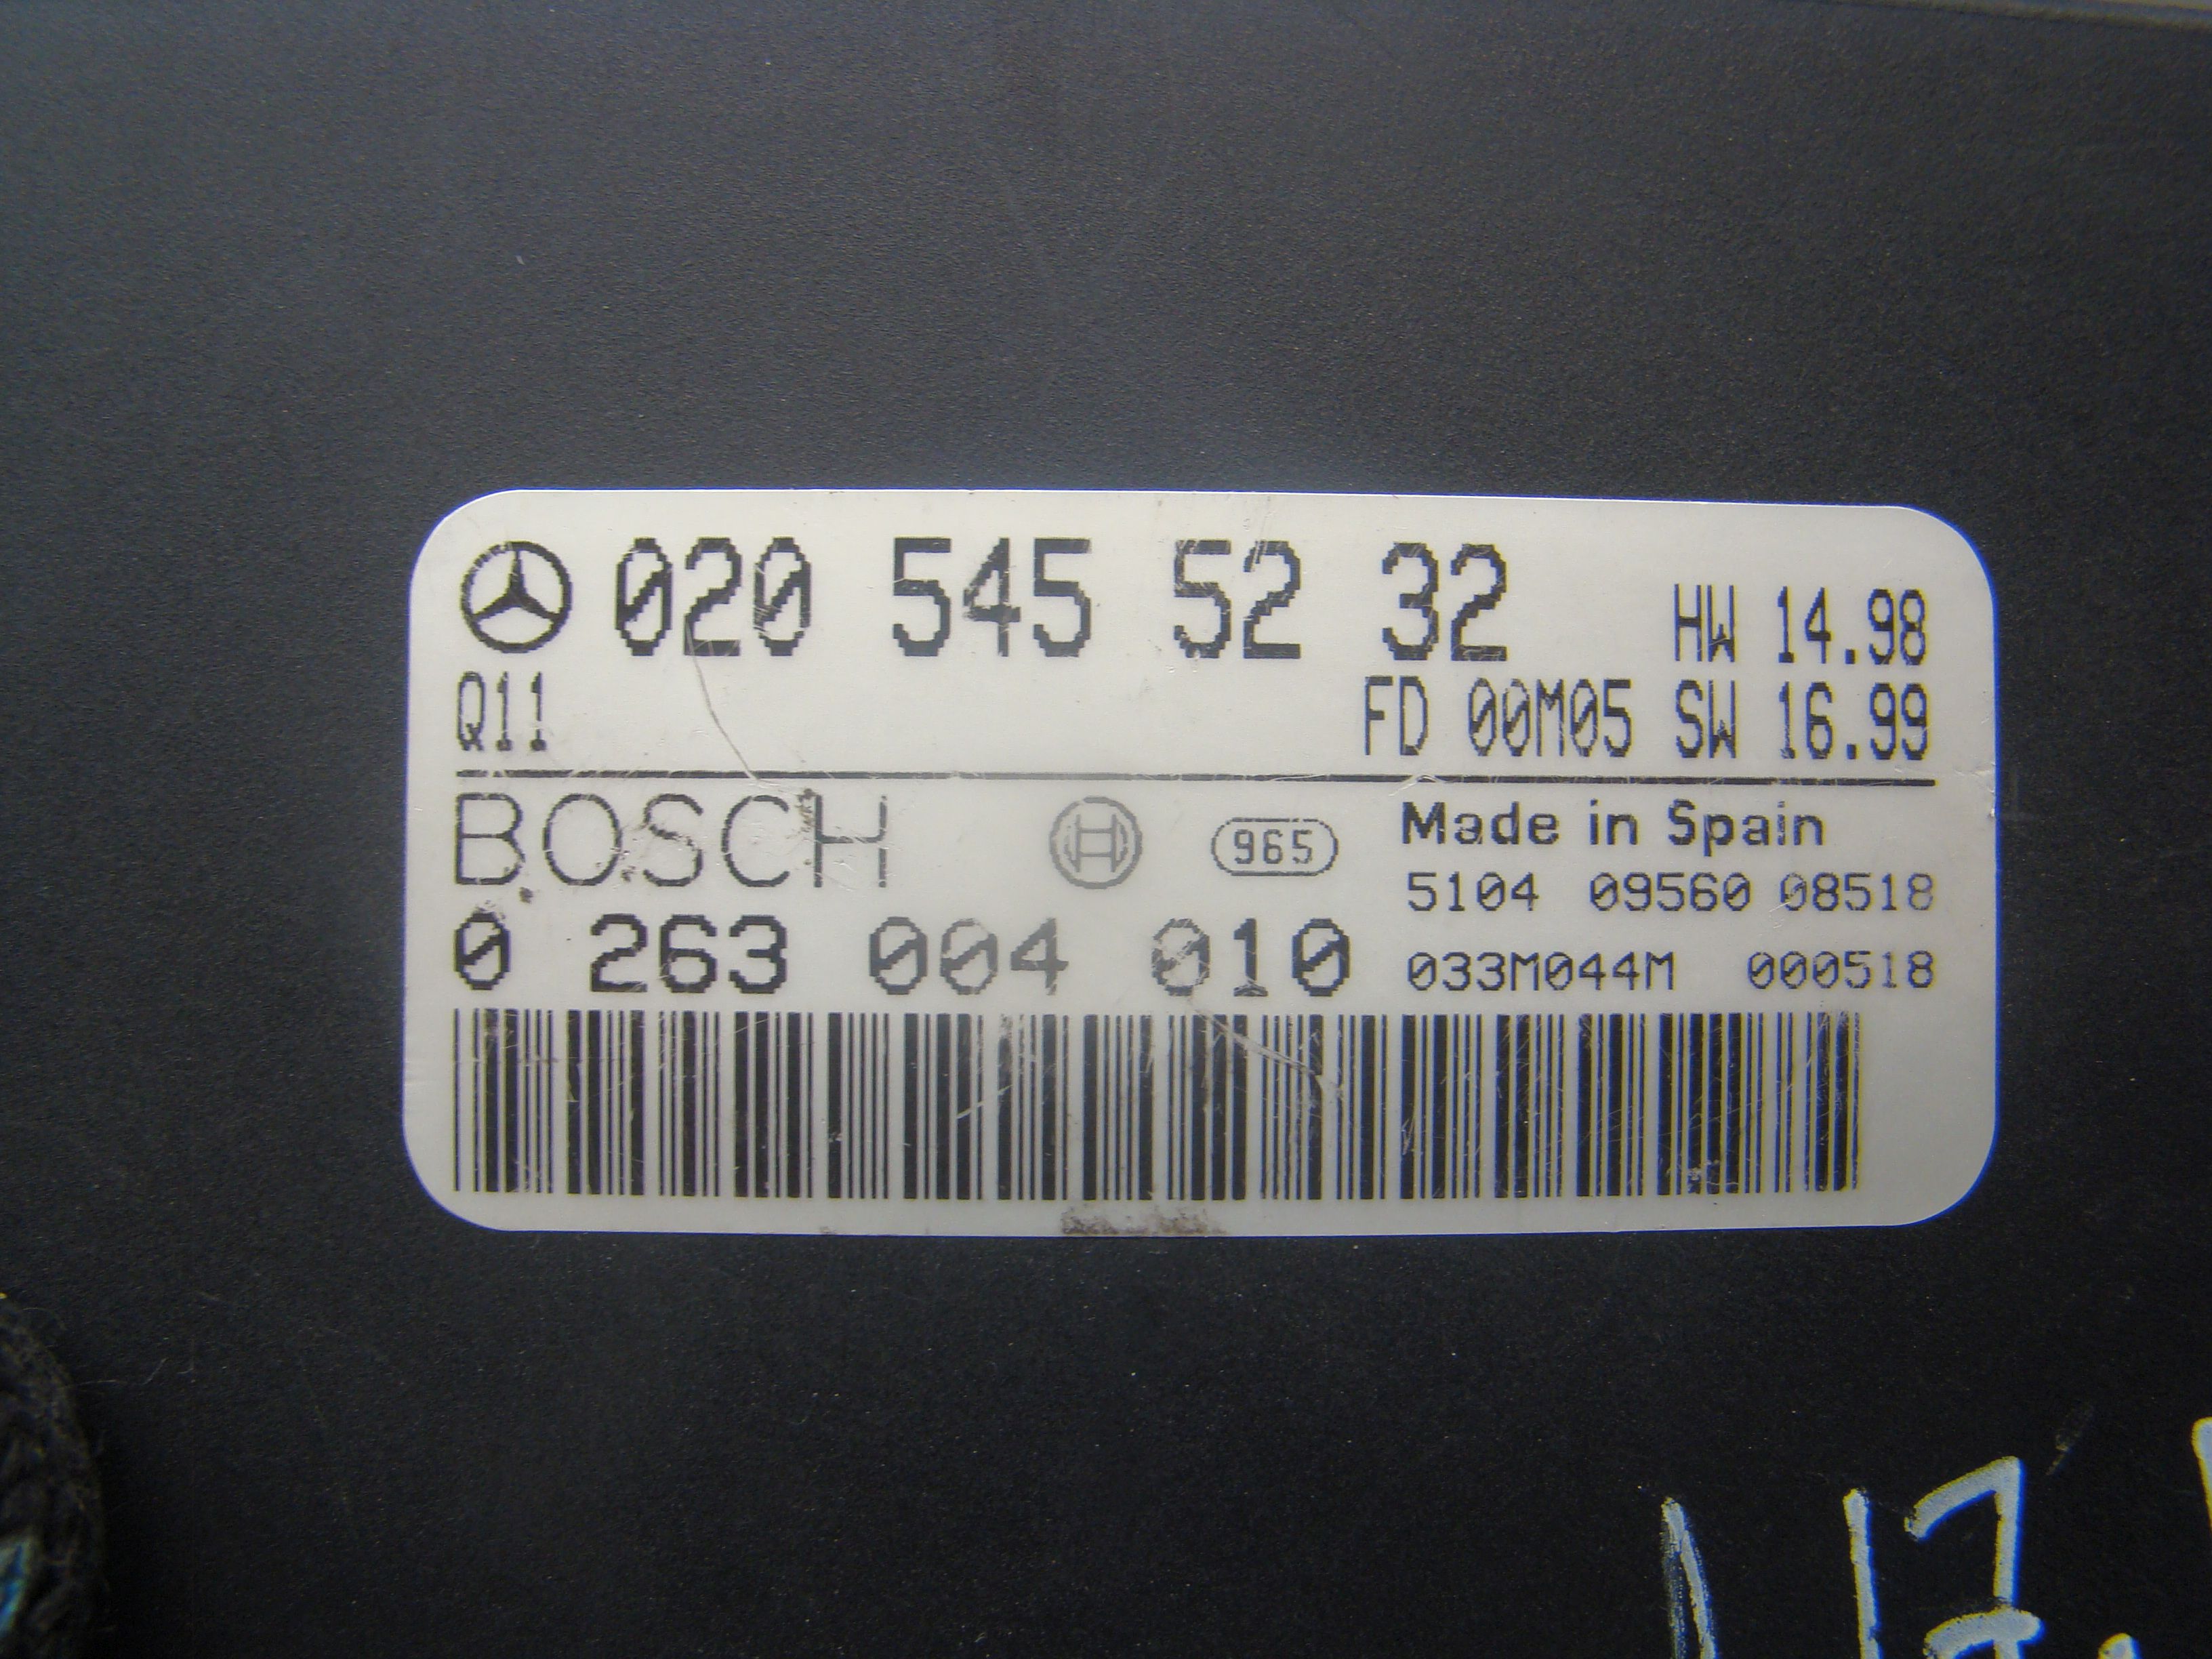 020 545 52 32 HW 14.98
Q11 FD 00M05 SW 16.99
BOSCH 965 Made in Spain
5104 09560 08518
0 263 004 010 033M044M 000518